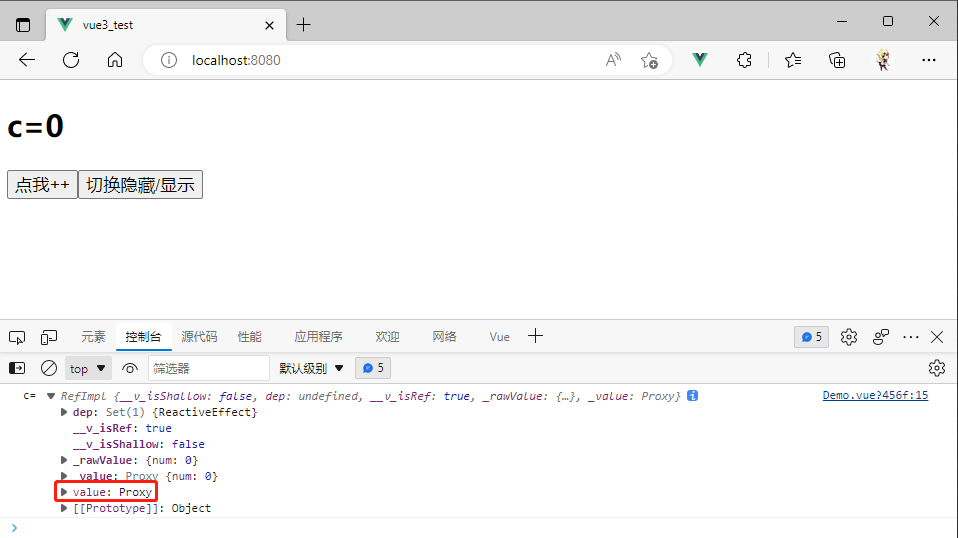 vue3_test
localhost:8080
c=0
点我++ 切换隐藏/显示
元素 控制台 源代码 性能 应用程序 欢迎 网络 Vue 5
top 筛选器 默认级别 5
c= RefImpl {__v_isShallow: false, dep: undefined, __v_isRef: true, _rawValue: {…}, _value: Proxy} i Demo.vue?456f:15
dep: Set(1) {ReactiveEffect}
__v_isRef: true
__v_isShallow: false
_rawValue: {num: 0}
_value: Proxy {num: 0}
value: Proxy
[[Prototype]]: Object